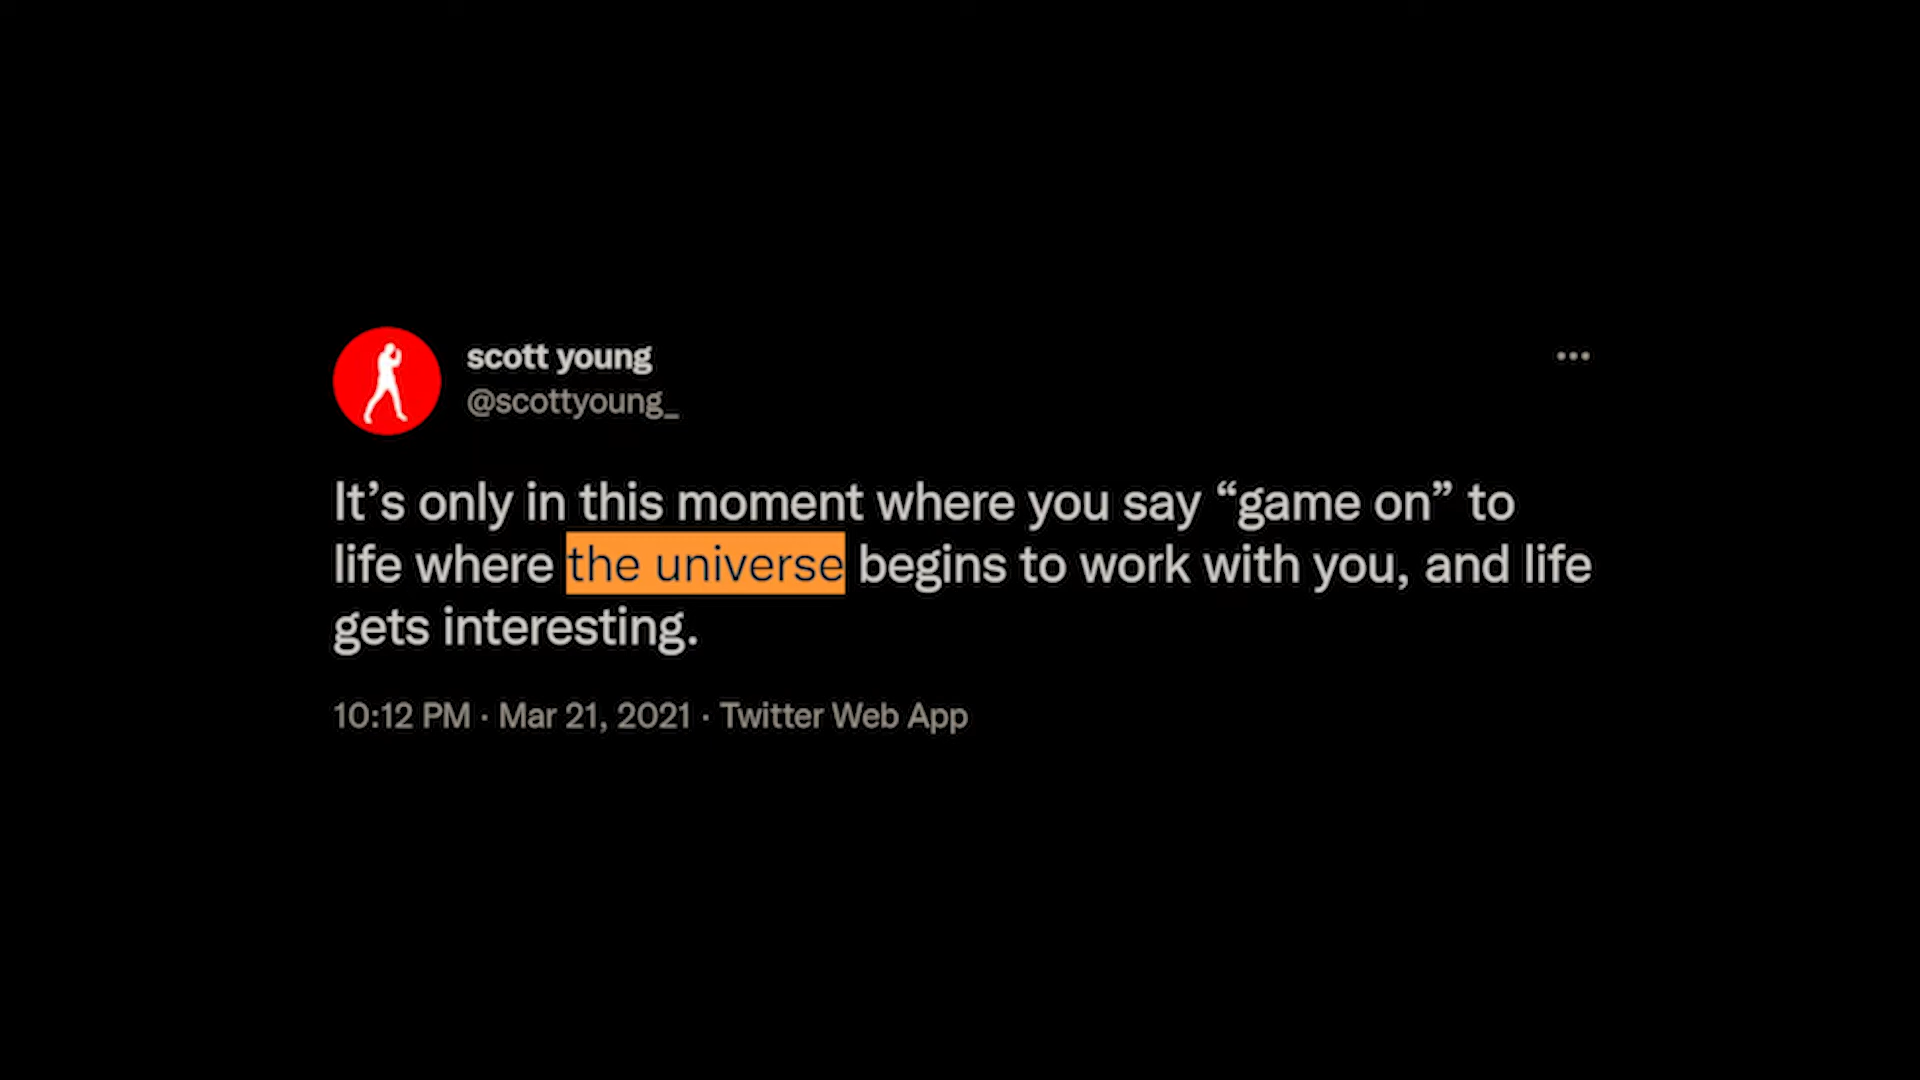 scott young
@scottyoung_
It’s only in this moment where you say “game on” to
life where the universe begins to work with you, and life
gets interesting.
10:12 PM · Mar 21, 2021 · Twitter Web App